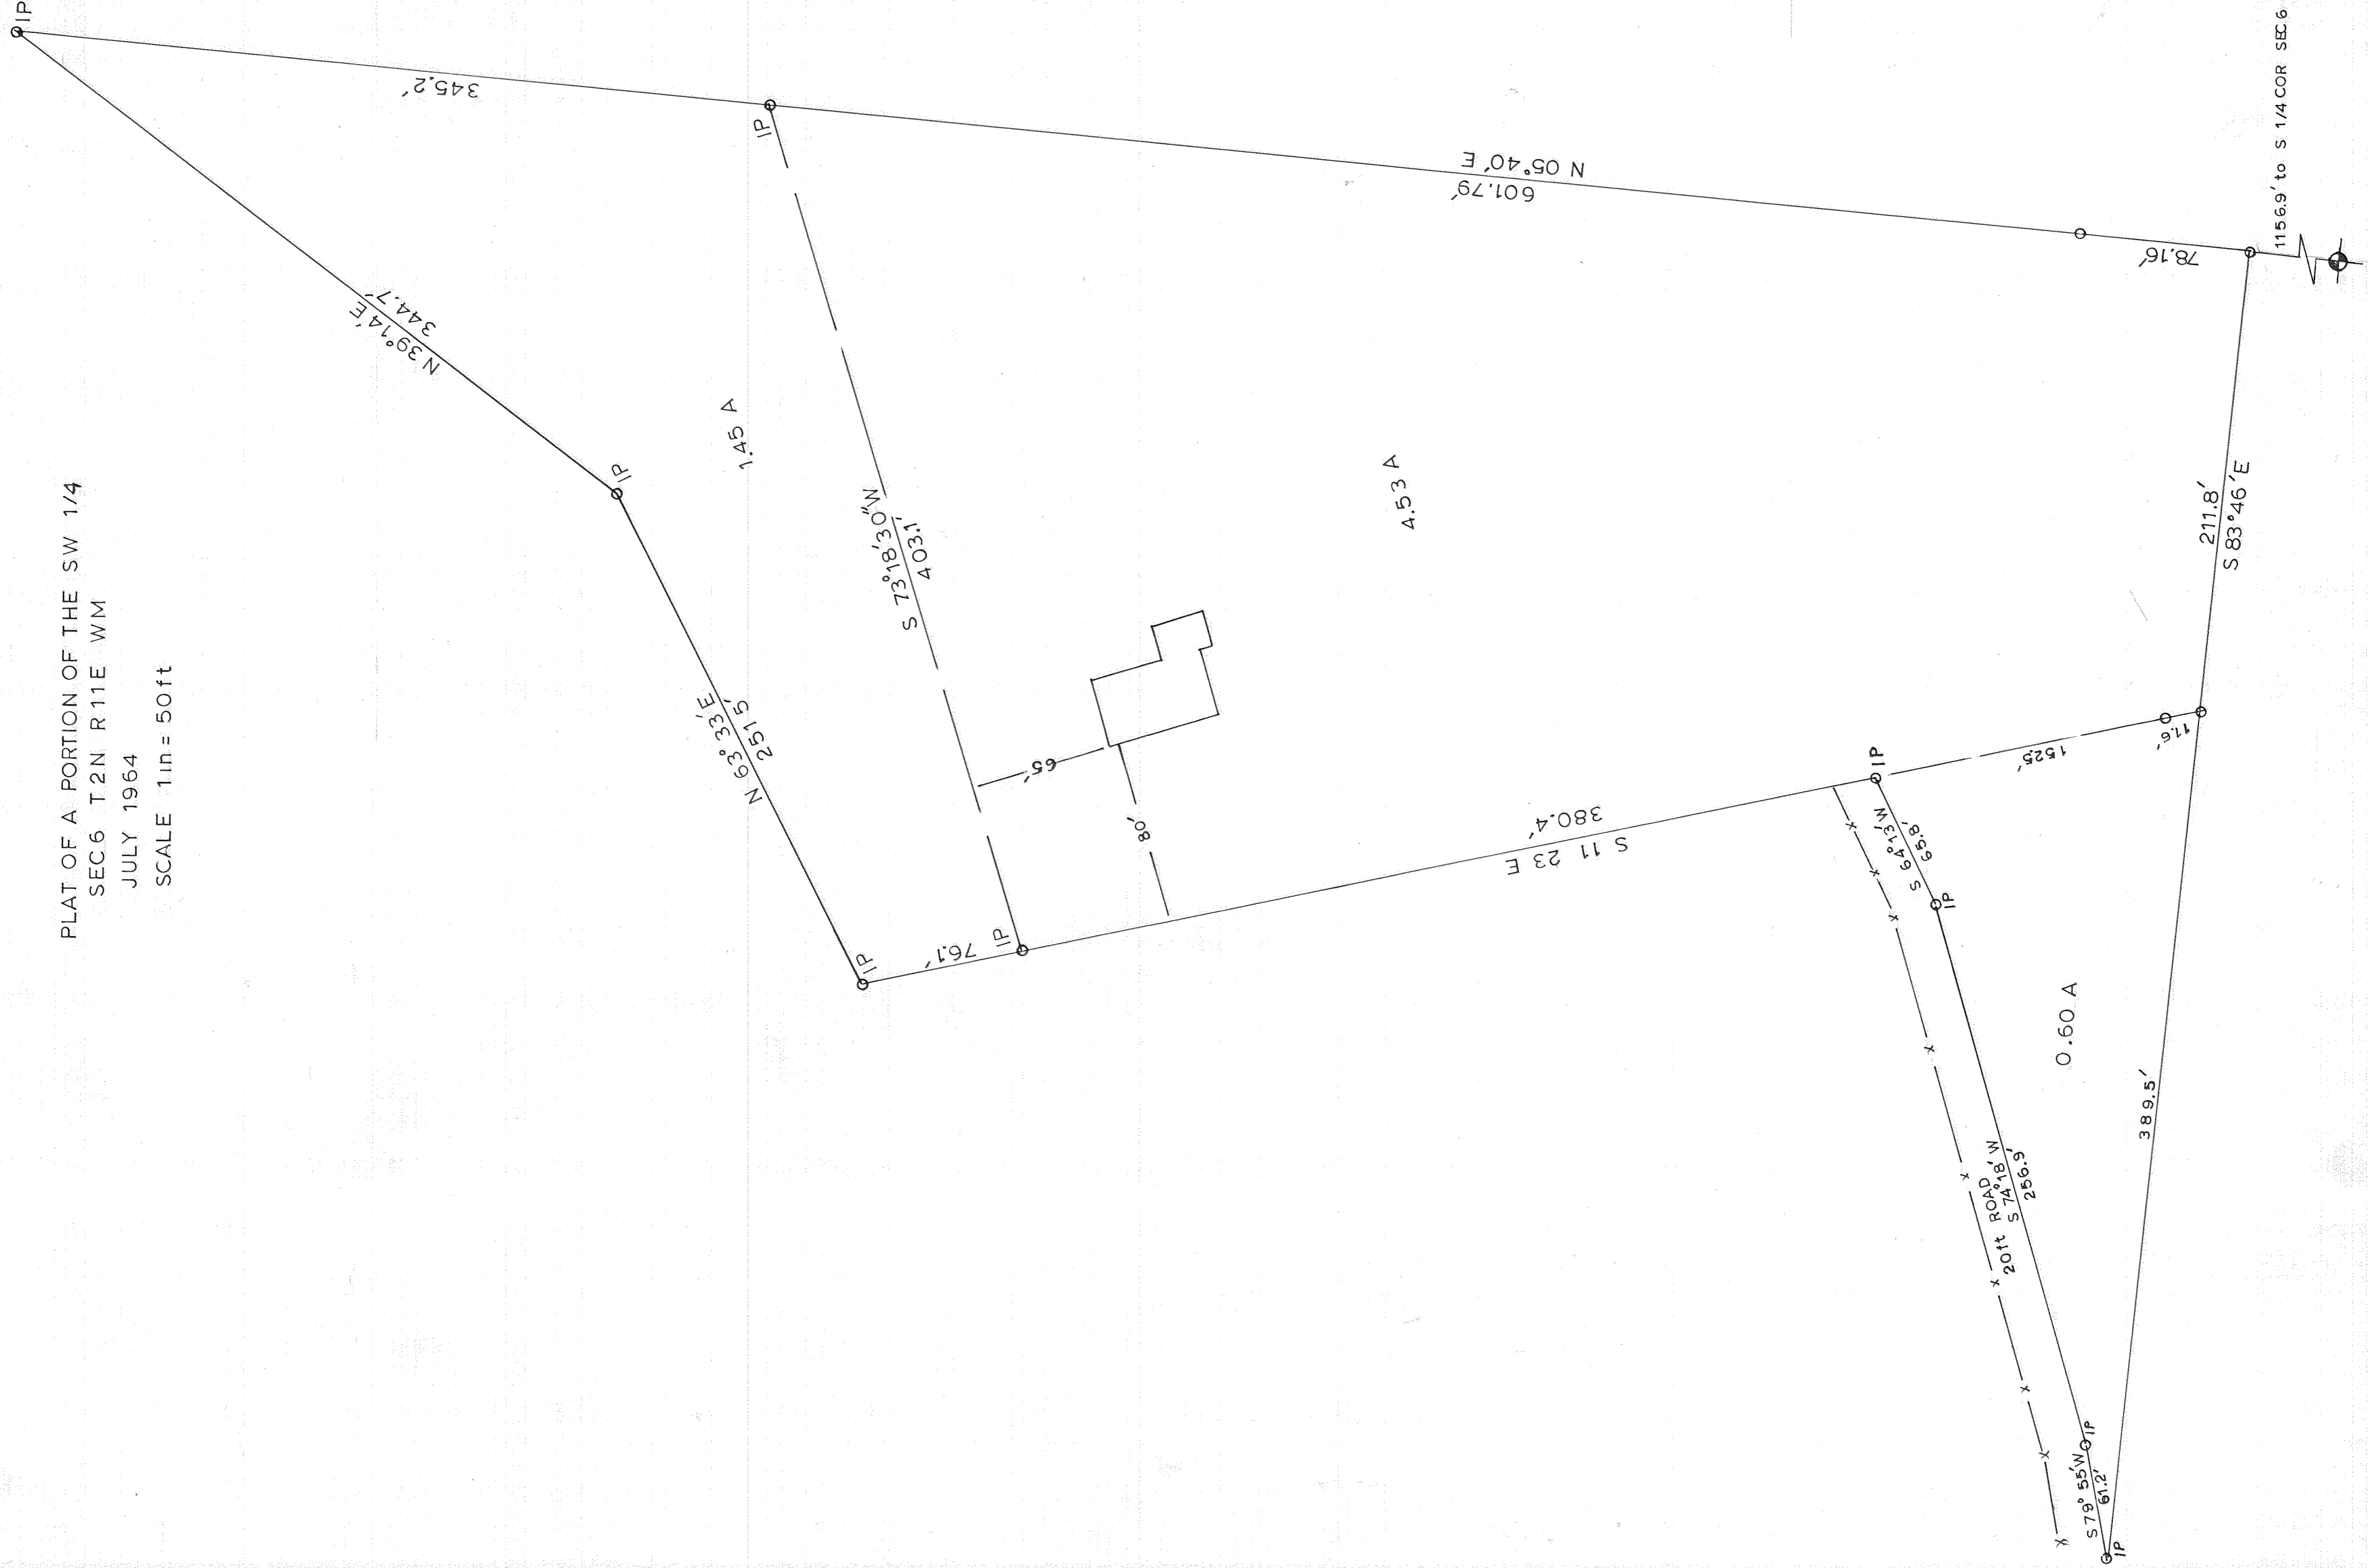 PLAT OF A PORTION OF THE SW 1/4
SEC.6 T2N R11E WM
JULY 1964
SCALE 1in = 50ft
IP
345.2'
N 39°14'E
344.7'
IP
IP
1.45 A
N 63° 33'E
251.5'
S 73°18'30"W
403.1'
N 05°40'E
601.79'
IP
76.1'
IP
65'
80'
4.53 A
S 11 23 E
380.4'
78.16'
1156.9' to S 1/4 COR SEC 6
211.8'
S 83°46'E
IP
152.5'
11.6'
S 64°13'W
65.8'
IP
0.60 A
20ft ROAD
S 74°18'W
256.9'
389.5'
IP
S 79° 55'W
61.2'
IP